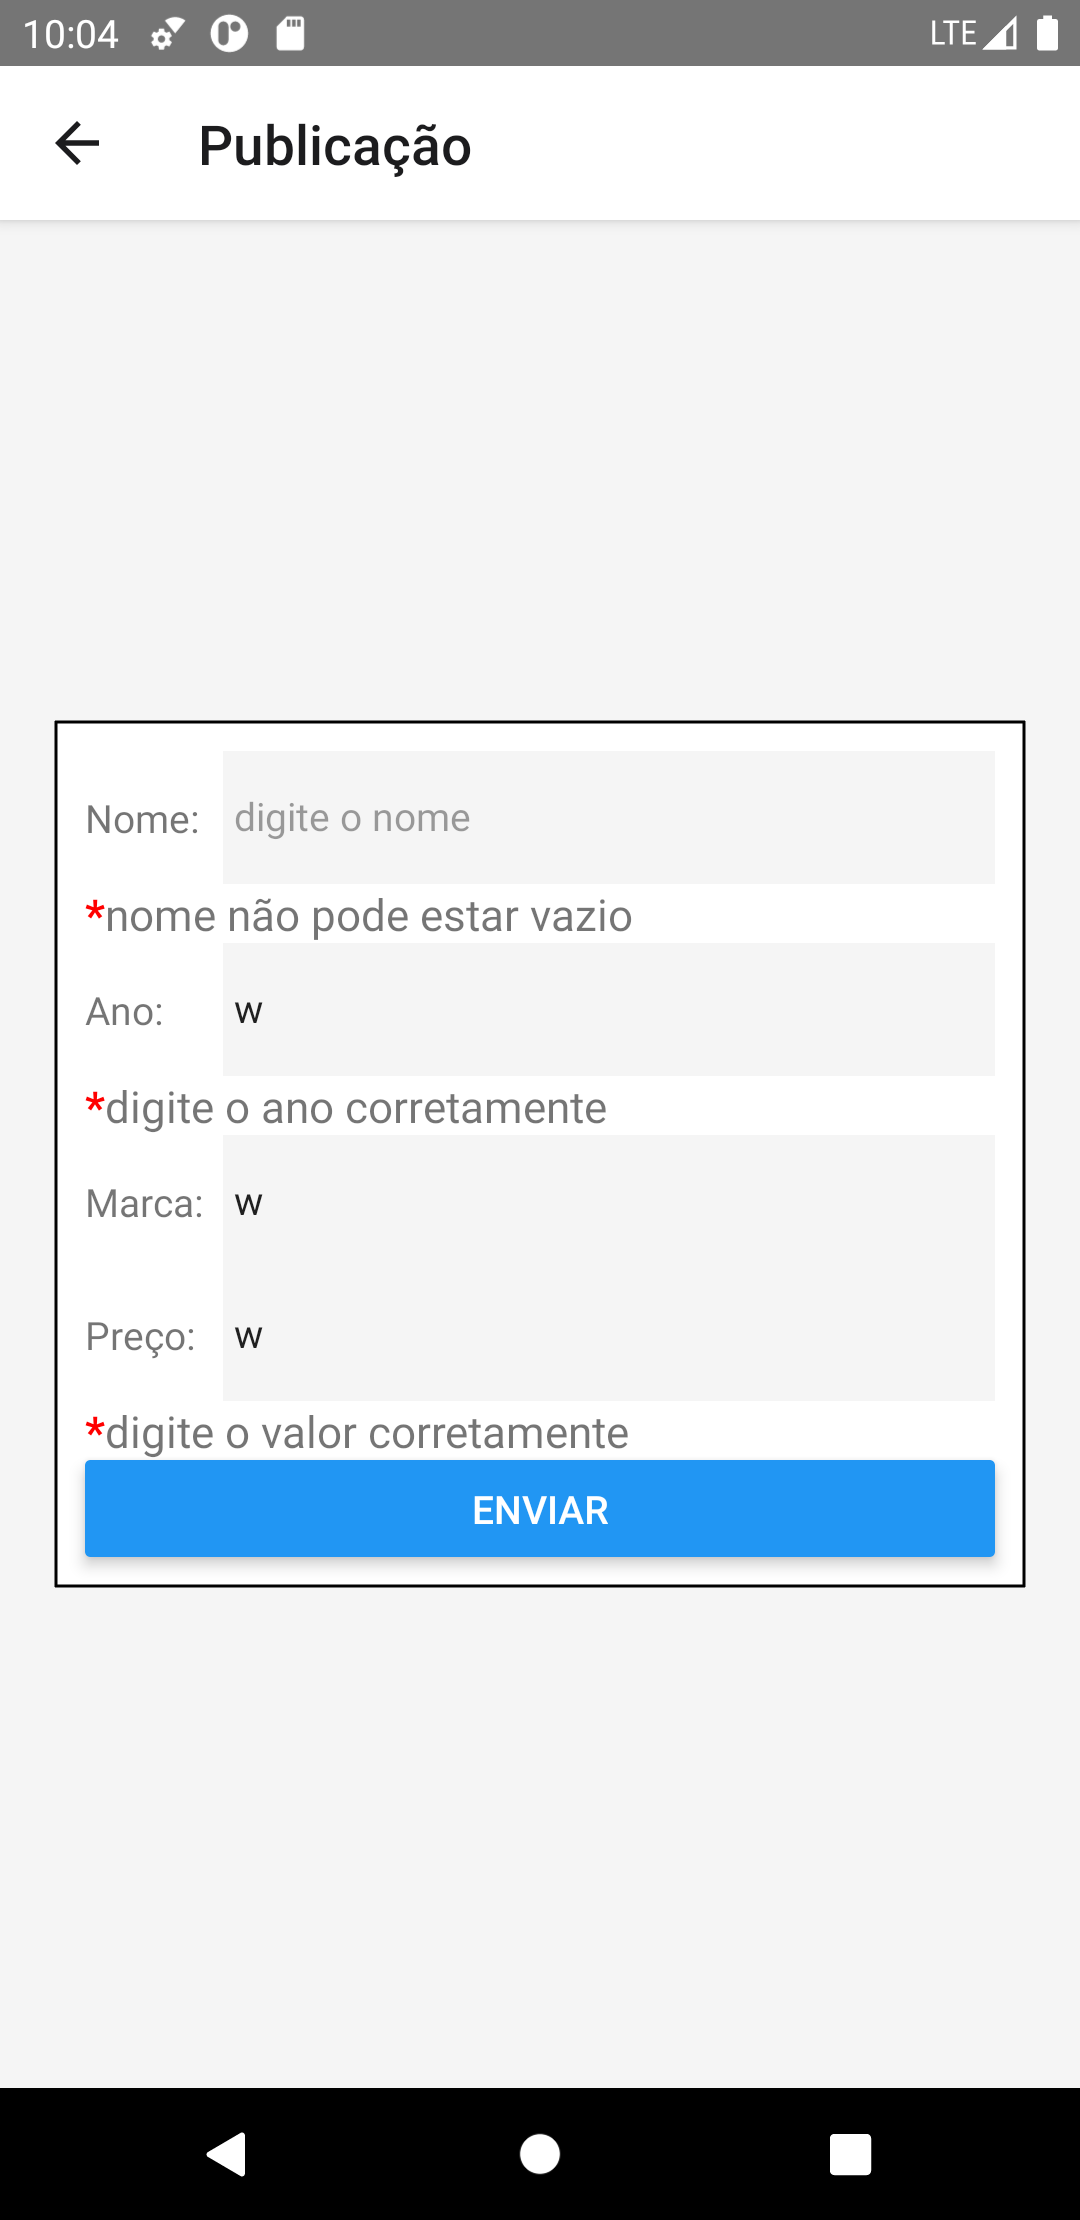 10:04 LTE
Publicação
Nome: digite o nome
*nome não pode estar vazio
Ano: w
*digite o ano corretamente
Marca: w
Preço: w
*digite o valor corretamente
ENVIAR